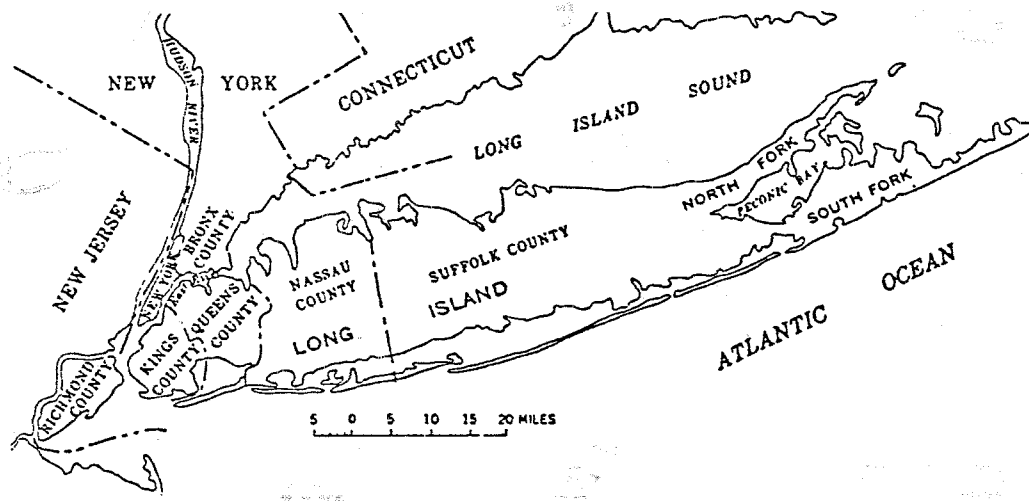 HUDSON RIVER
NEW YORK
CONNECTICUT
LONG ISLAND SOUND
NEW JERSEY
BRONX
COUNTY
NEW YORK
East
NORTH FORK
PECONIC BAY
SOUTH FORK
NASSAU
COUNTY
SUFFOLK COUNTY
LONG ISLAND
QUEENS
COUNTY
KINGS
COUNTY
RICHMOND
COUNTY
ATLANTIC OCEAN
5 0 5 10 15 20 MILES